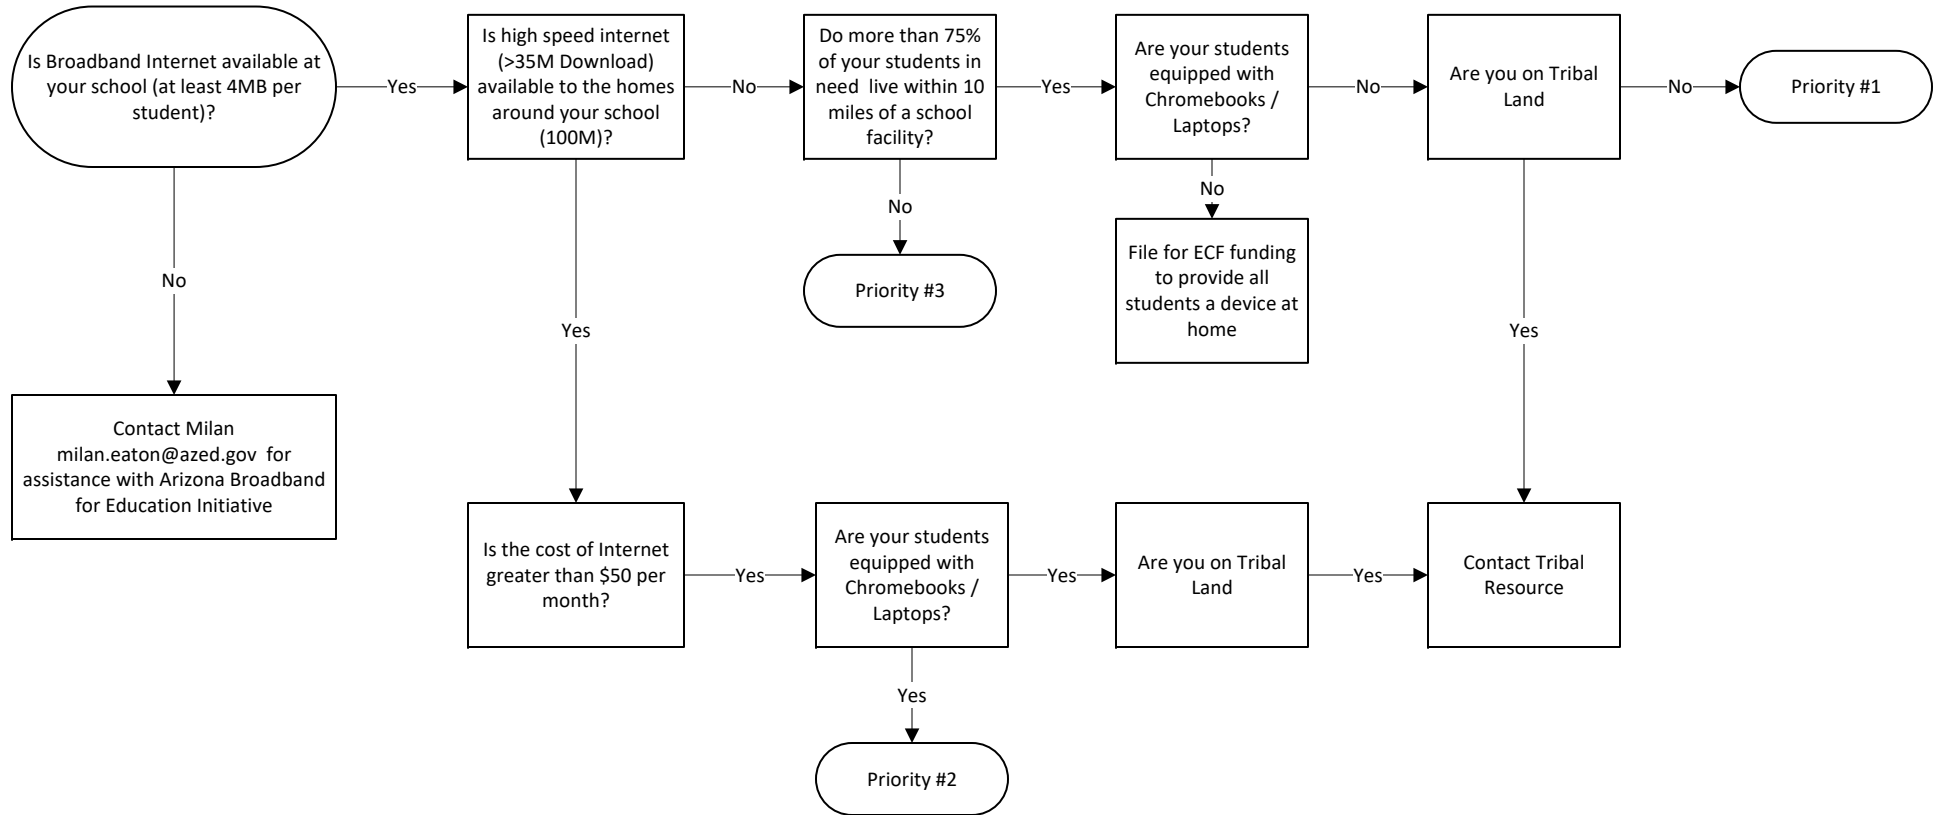 Is Broadband Internet available at
your school (at least 4MB per
student)?
Yes
Is high speed internet
(>35M Download)
available to the homes
around your school
(100M)?
No
Do more than 75%
of your students in
need live within 10
miles of a school
facility?
Yes
Are your students
equipped with
Chromebooks /
Laptops?
No
Are you on Tribal
Land
No
Priority #1
No
Contact Milan
milan.eaton@azed.gov for
assistance with Arizona Broadband
for Education Initiative
Yes
No
Priority #3
No
File for ECF funding
to provide all
students a device at
home
Yes
Is the cost of Internet
greater than $50 per
month?
Yes
Are your students
equipped with
Chromebooks /
Laptops?
Yes
Are you on Tribal
Land
Yes
Contact Tribal
Resource
Yes
Priority #2